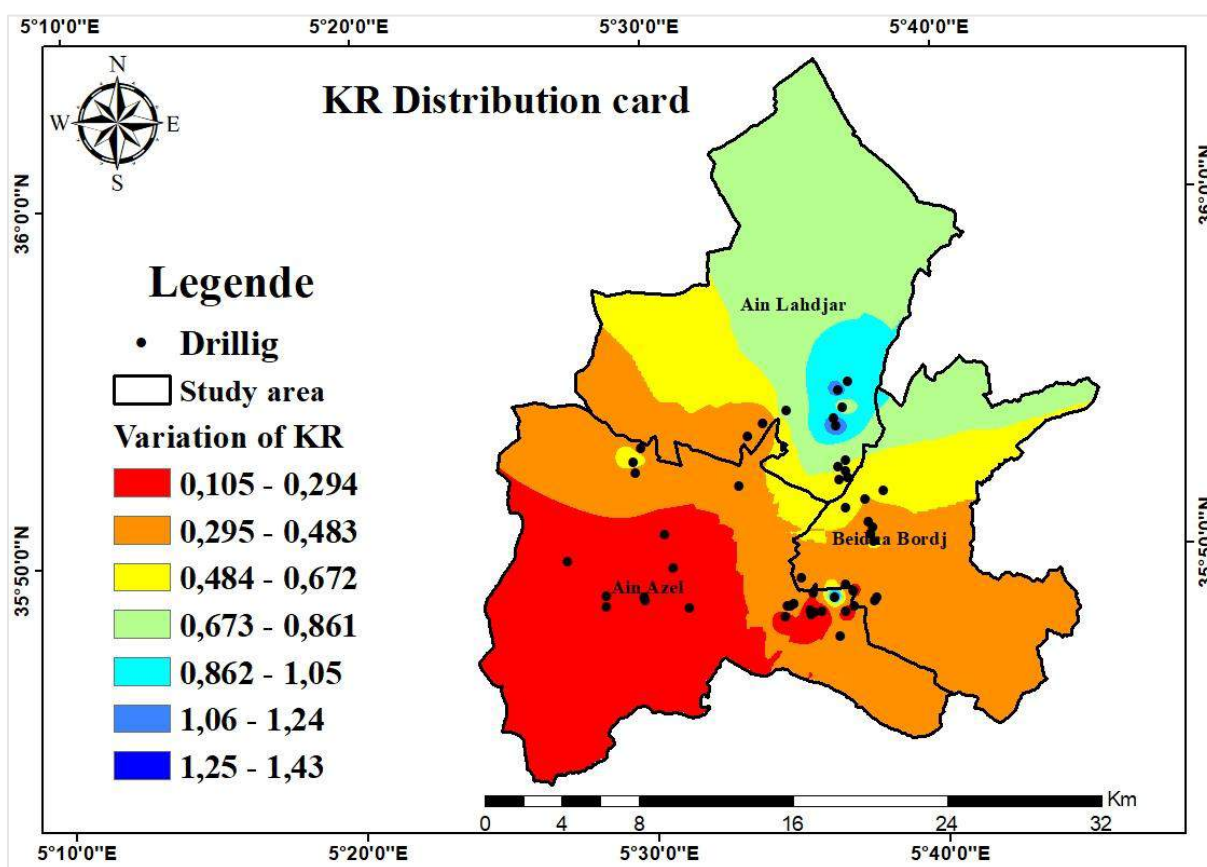 5°10'0"E 5°20'0"E 5°30'0"E 5°40'0"E
N
W E
S
KR Distribution card
36°0'0"N
36°0'0"N
Legende
Drillig
Study area
Variation of KR
0,105 - 0,294
0,295 - 0,483
0,484 - 0,672
0,673 - 0,861
0,862 - 1,05
1,06 - 1,24
1,25 - 1,43
Ain Lahdjar
Beidha Bordj
Ain Azel
35°50'0"N
35°50'0"N
Km
0 4 8 16 24 32
5°10'0"E 5°20'0"E 5°30'0"E 5°40'0"E